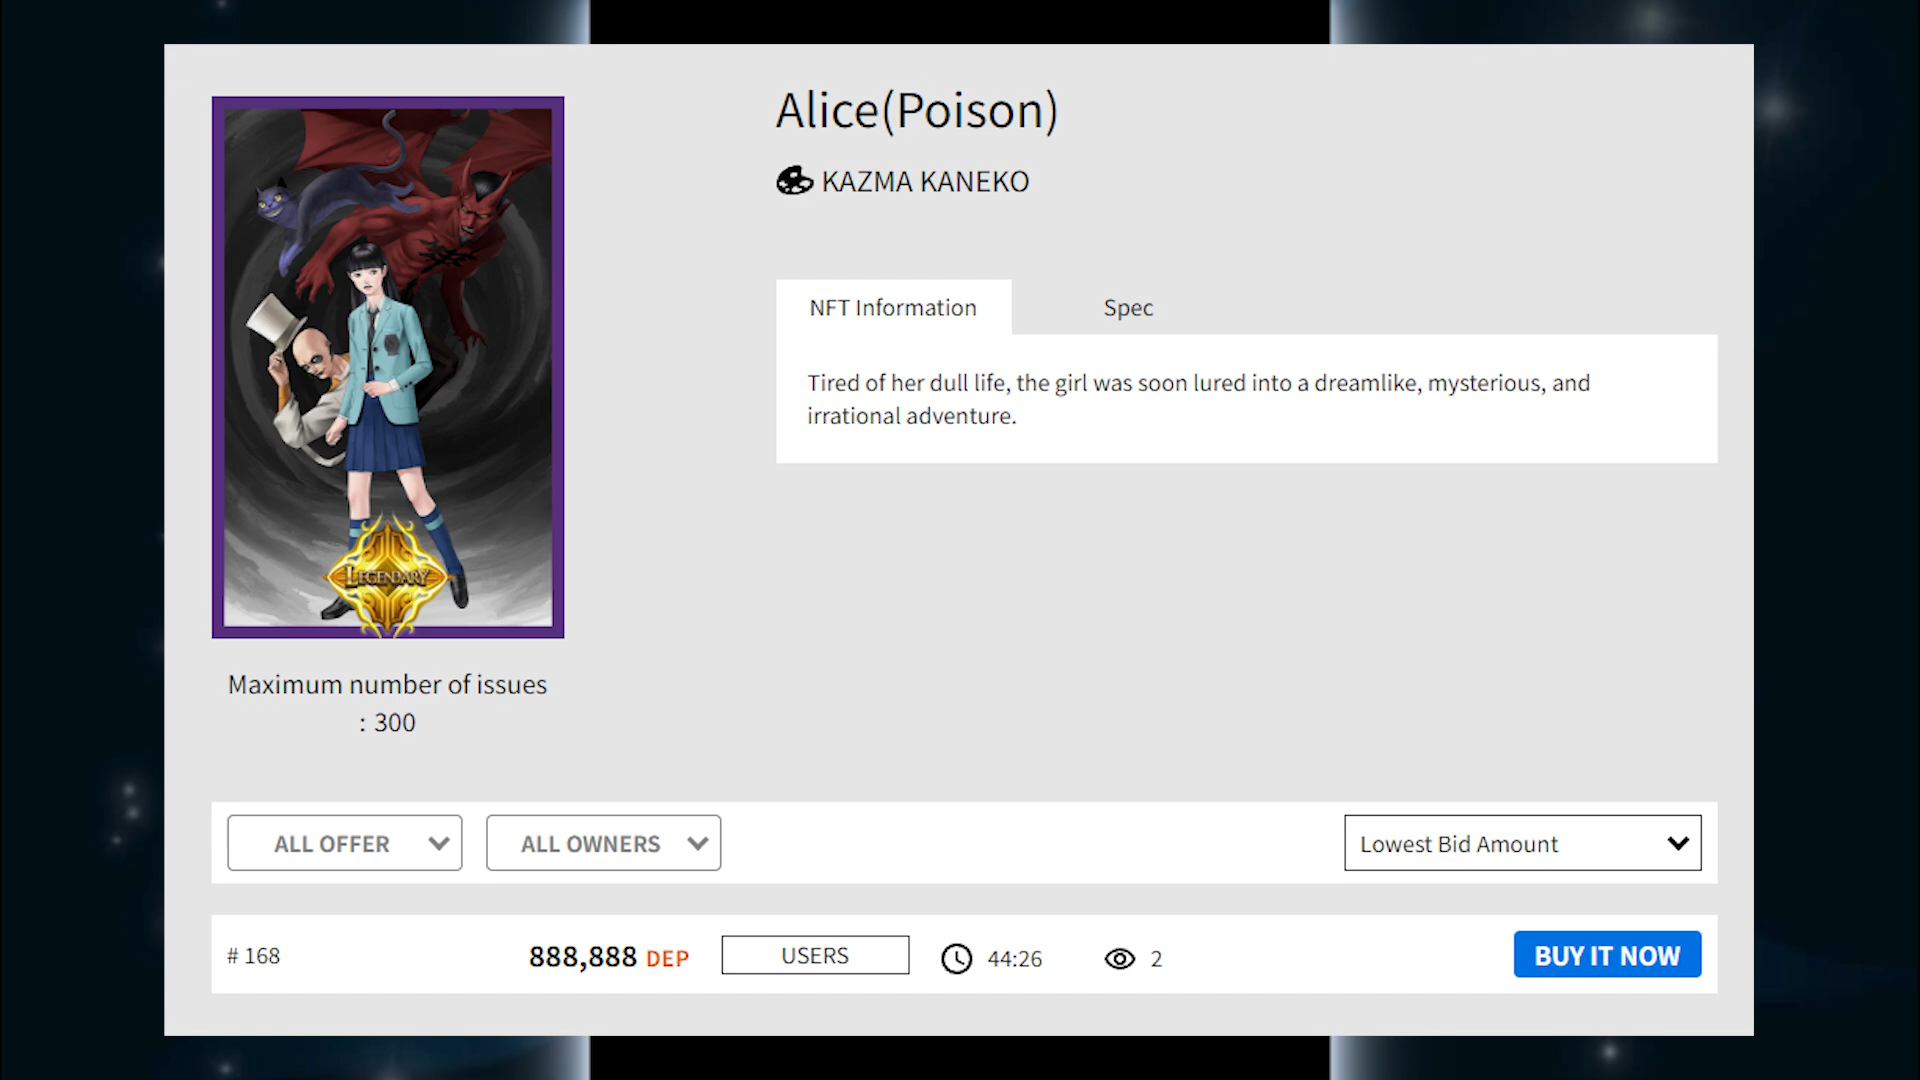 Alice(Poison)
KAZMA KANEKO
NFT Information
Spec
Tired of her dull life, the girl was soon lured into a dreamlike, mysterious, and
irrational adventure.
LEGENDARY
Maximum number of issues
: 300
ALL OFFER
ALL OWNERS
Lowest Bid Amount
# 168
888,888 DEP
USERS
44:26
2
BUY IT NOW